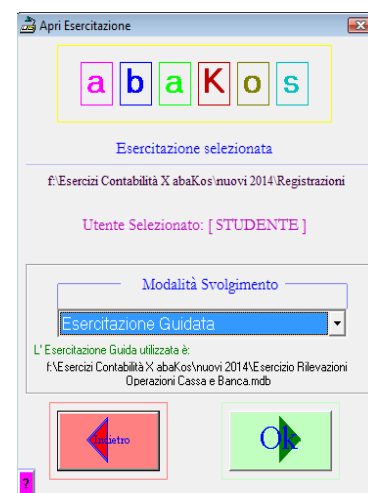 Apri Esercitazione
abaKos
Esercitazione selezionata
f:\Esercizi Contabilità X abaKos\nuovi 2014\Registrazioni
Utente Selezionato: [ STUDENTE ]
Modalità Svolgimento
Esercitazione Guidata
L' Esercitazione Guida utilizzata è:
f:\Esercizi Contabilità X abaKos\nuovi 2014\Esercizio Rilevazioni
Operazioni Cassa e Banca.mdb
Indietro
Ok
?